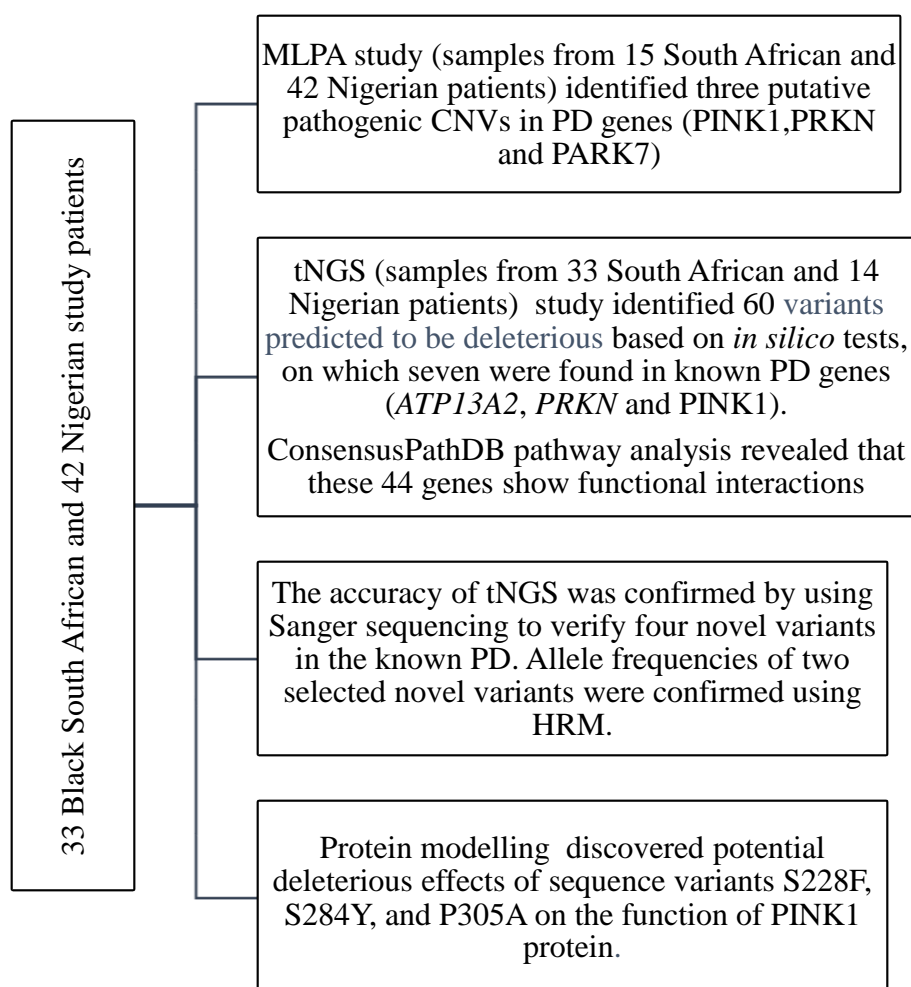 33 Black South African and 42 Nigerian study patients
MLPA study (samples from 15 South African and
42 Nigerian patients) identified three putative
pathogenic CNVs in PD genes (PINK1,PRKN
and PARK7)
tNGS (samples from 33 South African and 14
Nigerian patients) study identified 60 variants
predicted to be deleterious based on in silico tests,
on which seven were found in known PD genes
(ATP13A2, PRKN and PINK1).
ConsensusPathDB pathway analysis revealed that
these 44 genes show functional interactions
The accuracy of tNGS was confirmed by using
Sanger sequencing to verify four novel variants
in the known PD. Allele frequencies of two
selected novel variants were confirmed using
HRM.
Protein modelling discovered potential
deleterious effects of sequence variants S228F,
S284Y, and P305A on the function of PINK1
protein.